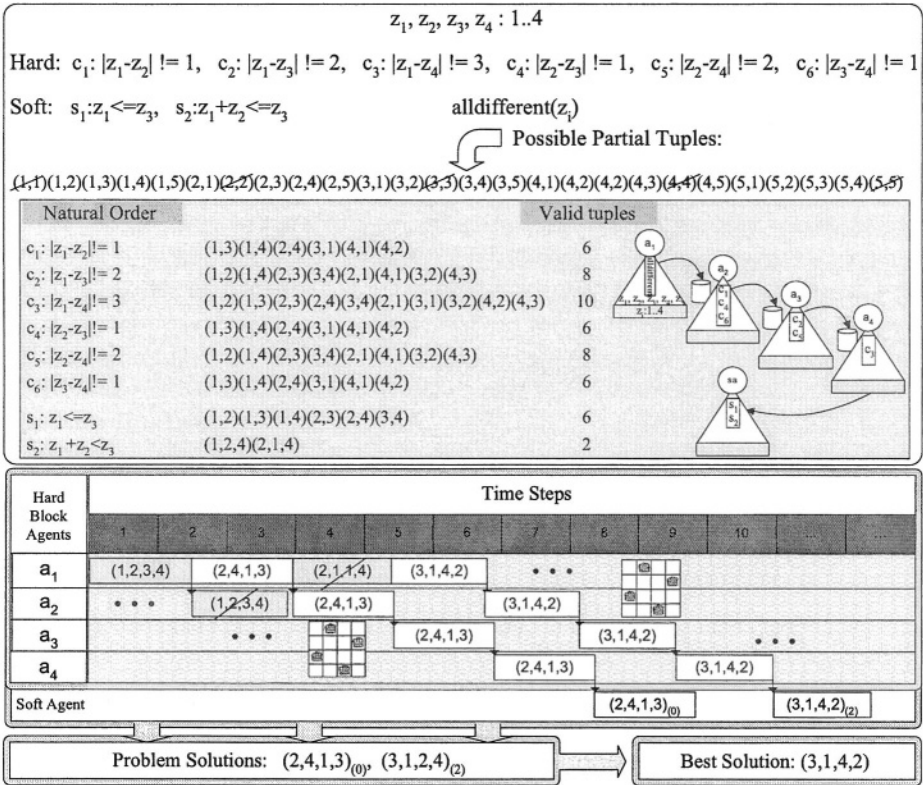 z1, z2, z3, z4 : 1..4
Hard: c1: |z1-z2| != 1, c2: |z1-z3| != 2, c3: |z1-z4| != 3, c4: |z2-z3| != 1, c5: |z2-z4| != 2, c6: |z3-z4| != 1
Soft: s1:z1<=z3, s2:z1+z2<=z3 alldifferent(zi)
Possible Partial Tuples:
(1,1)(1,2)(1,3)(1,4)(1,5)(2,1)(2,2)(2,3)(2,4)(2,5)(3,1)(3,2)(3,3)(3,4)(3,5)(4,1)(4,2)(4,2)(4,3)(4,4)(4,5)(5,1)(5,2)(5,3)(5,4)(5,5)
Natural Order Valid tuples
c1: |z1-z2|!= 1 (1,3)(1,4)(2,4)(3,1)(4,1)(4,2) 6
c2: |z1-z3|!= 2 (1,2)(1,4)(2,3)(3,4)(2,1)(4,1)(3,2)(4,3) 8
c3: |z1-z4|!= 3 (1,2)(1,3)(2,3)(2,4)(3,4)(2,1)(3,1)(3,2)(4,2)(4,3) 10
c4: |z2-z3|!= 1 (1,3)(1,4)(2,4)(3,1)(4,1)(4,2) 6
c5: |z2-z4|!= 2 (1,2)(1,4)(2,3)(3,4)(2,1)(4,1)(3,2)(4,3) 8
c6: |z3-z4|!= 1 (1,3)(1,4)(2,4)(3,1)(4,1)(4,2) 6
s1: z1<=z3 (1,2)(1,3)(1,4)(2,3)(2,4)(3,4) 6
s2: z1 +z2<z3 (1,2,4)(2,1,4) 2
a1
zi:1..4
a2
c1
c4
c6
a3
c2
c5
a4
c3
sa
s1
s2
Hard Block Agents
Time Steps
1 2 3 4 5 6 7 8 9 10 ... ...
a1 (1,2,3,4) (2,4,1,3) (2,1,1,4) (3,1,4,2) • • •
a2 • • • (1,2,3,4) (2,4,1,3) (3,1,4,2)
a3 • • • (2,4,1,3) (3,1,4,2) • • •
a4 (2,4,1,3) (3,1,4,2)
Soft Agent (2,4,1,3)(0) (3,1,4,2)(2)
Problem Solutions: (2,4,1,3)(0), (3,1,2,4)(2)
Best Solution: (3,1,4,2)